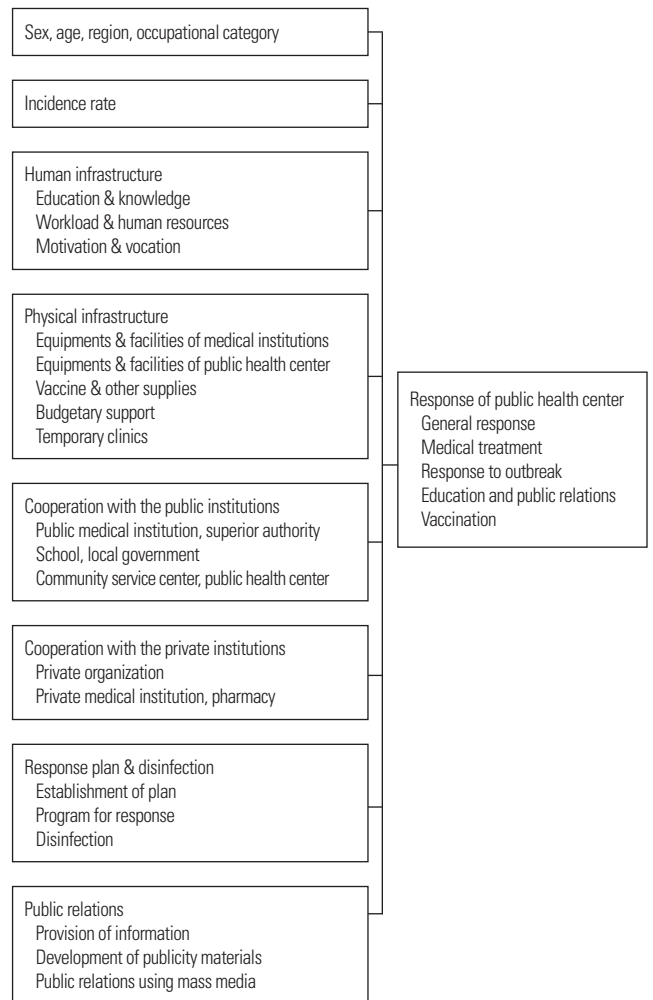 Sex, age, region, occupational category
Incidence rate
Human infrastructure
Education & knowledge
Workload & human resources
Motivation & vocation
Physical infrastructure
Equipments & facilities of medical institutions
Equipments & facilities of public health center
Vaccine & other supplies
Budgetary support
Temporary clinics
Cooperation with the public institutions
Public medical institution, superior authority
School, local government
Community service center, public health center
Cooperation with the private institutions
Private organization
Private medical institution, pharmacy
Response plan & disinfection
Establishment of plan
Program for response
Disinfection
Public relations
Provision of information
Development of publicity materials
Public relations using mass media
Response of public health center
General response
Medical treatment
Response to outbreak
Education and public relations
Vaccination